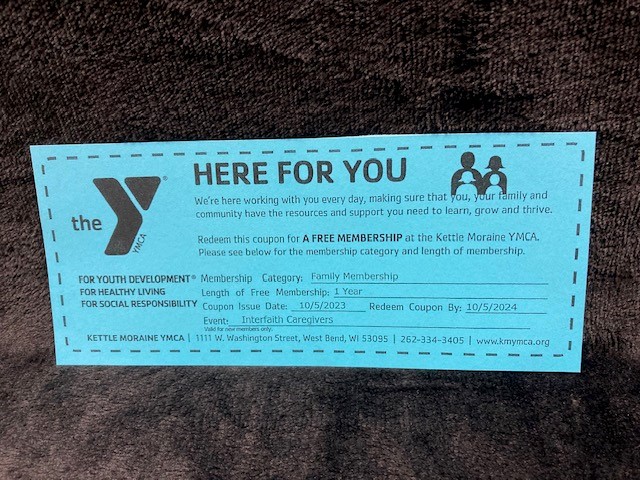 HERE FOR YOU
We're here working with you every day, making sure that you, your family and
community have the resources and support you need to learn, grow and thrive.
the
YMCA
®
Redeem this coupon for A FREE MEMBERSHIP at the Kettle Moraine YMCA.
Please see below for the membership category and length of membership.
FOR YOUTH DEVELOPMENT®
FOR HEALTHY LIVING
FOR SOCIAL RESPONSIBILITY
Membership Category: Family Membership
Length of Free Membership: 1 Year
Coupon Issue Date: 10/5/2023 Redeem Coupon By: 10/5/2024
Event: Interfaith Caregivers
Valid for new members only.
KETTLE MORAINE YMCA | 1111 W. Washington Street, West Bend, WI 53095 | 262-334-3405 | www.kmymca.org